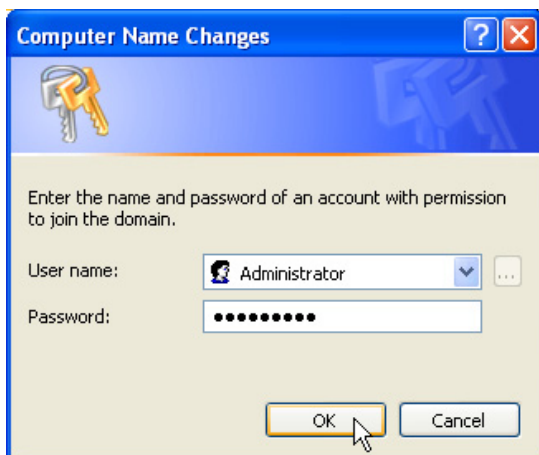 Computer Name Changes
Enter the name and password of an account with permission
to join the domain.
User name: Administrator ...
Password: •••••••••
OK Cancel